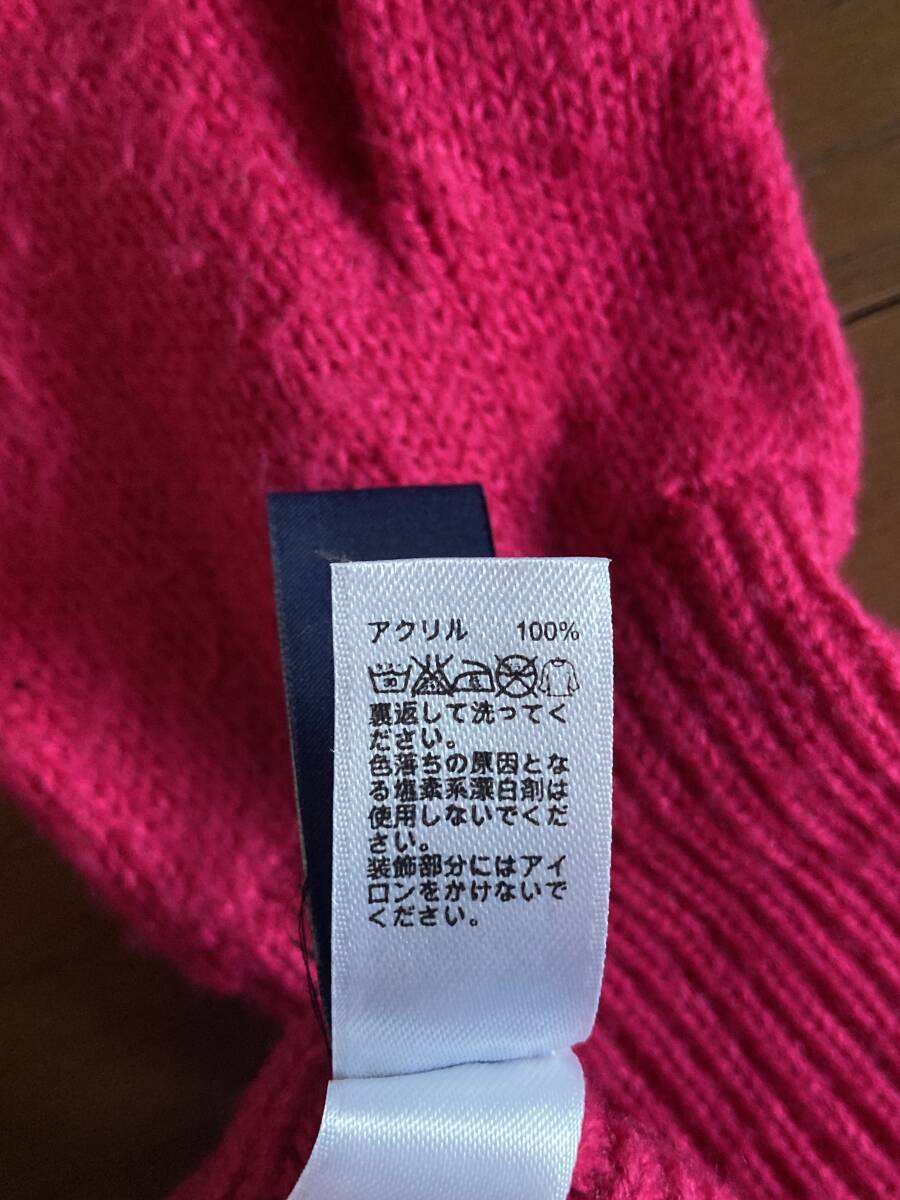 アクリル 100%
30
裏返して洗ってく
ださい。
色落ちの原因とな
る塩素系漂白剤は
使用しないでくだ
さい。
装飾部分にはアイ
ロンをかけないで
ください。